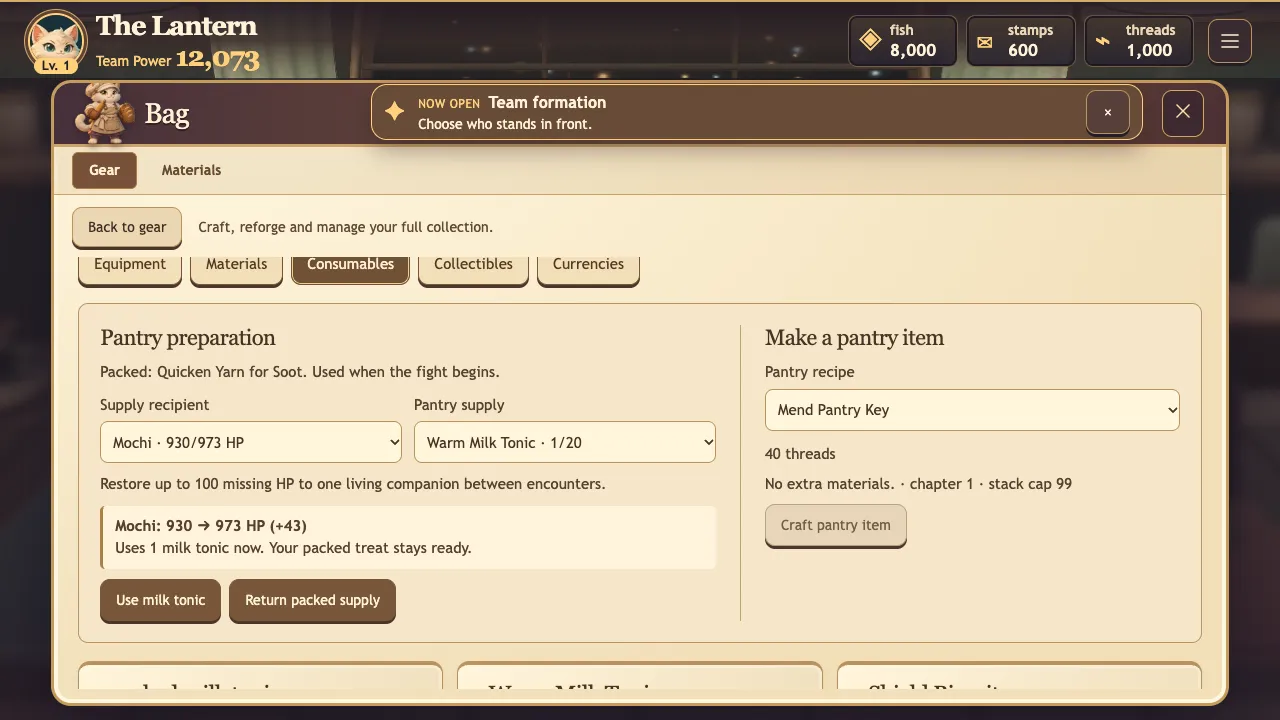 The Lantern
Team Power 12,073
Lv. 1
fish
8,000
stamps
600
threads
1,000
Bag
NOW OPEN Team formation
Choose who stands in front.
×
Gear
Materials
Back to gear
Craft, reforge and manage your full collection.
Equipment
Materials
Consumables
Collectibles
Currencies
Pantry preparation
Packed: Quicken Yarn for Soot. Used when the fight begins.
Supply recipient
Pantry supply
Mochi · 930/973 HP
Warm Milk Tonic · 1/20
Restore up to 100 missing HP to one living companion between encounters.
Mochi: 930 → 973 HP (+43)
Uses 1 milk tonic now. Your packed treat stays ready.
Use milk tonic
Return packed supply
Make a pantry item
Pantry recipe
Mend Pantry Key
40 threads
No extra materials. · chapter 1 · stack cap 99
Craft pantry item
Warm Milk Tonic
Shield Biscuit